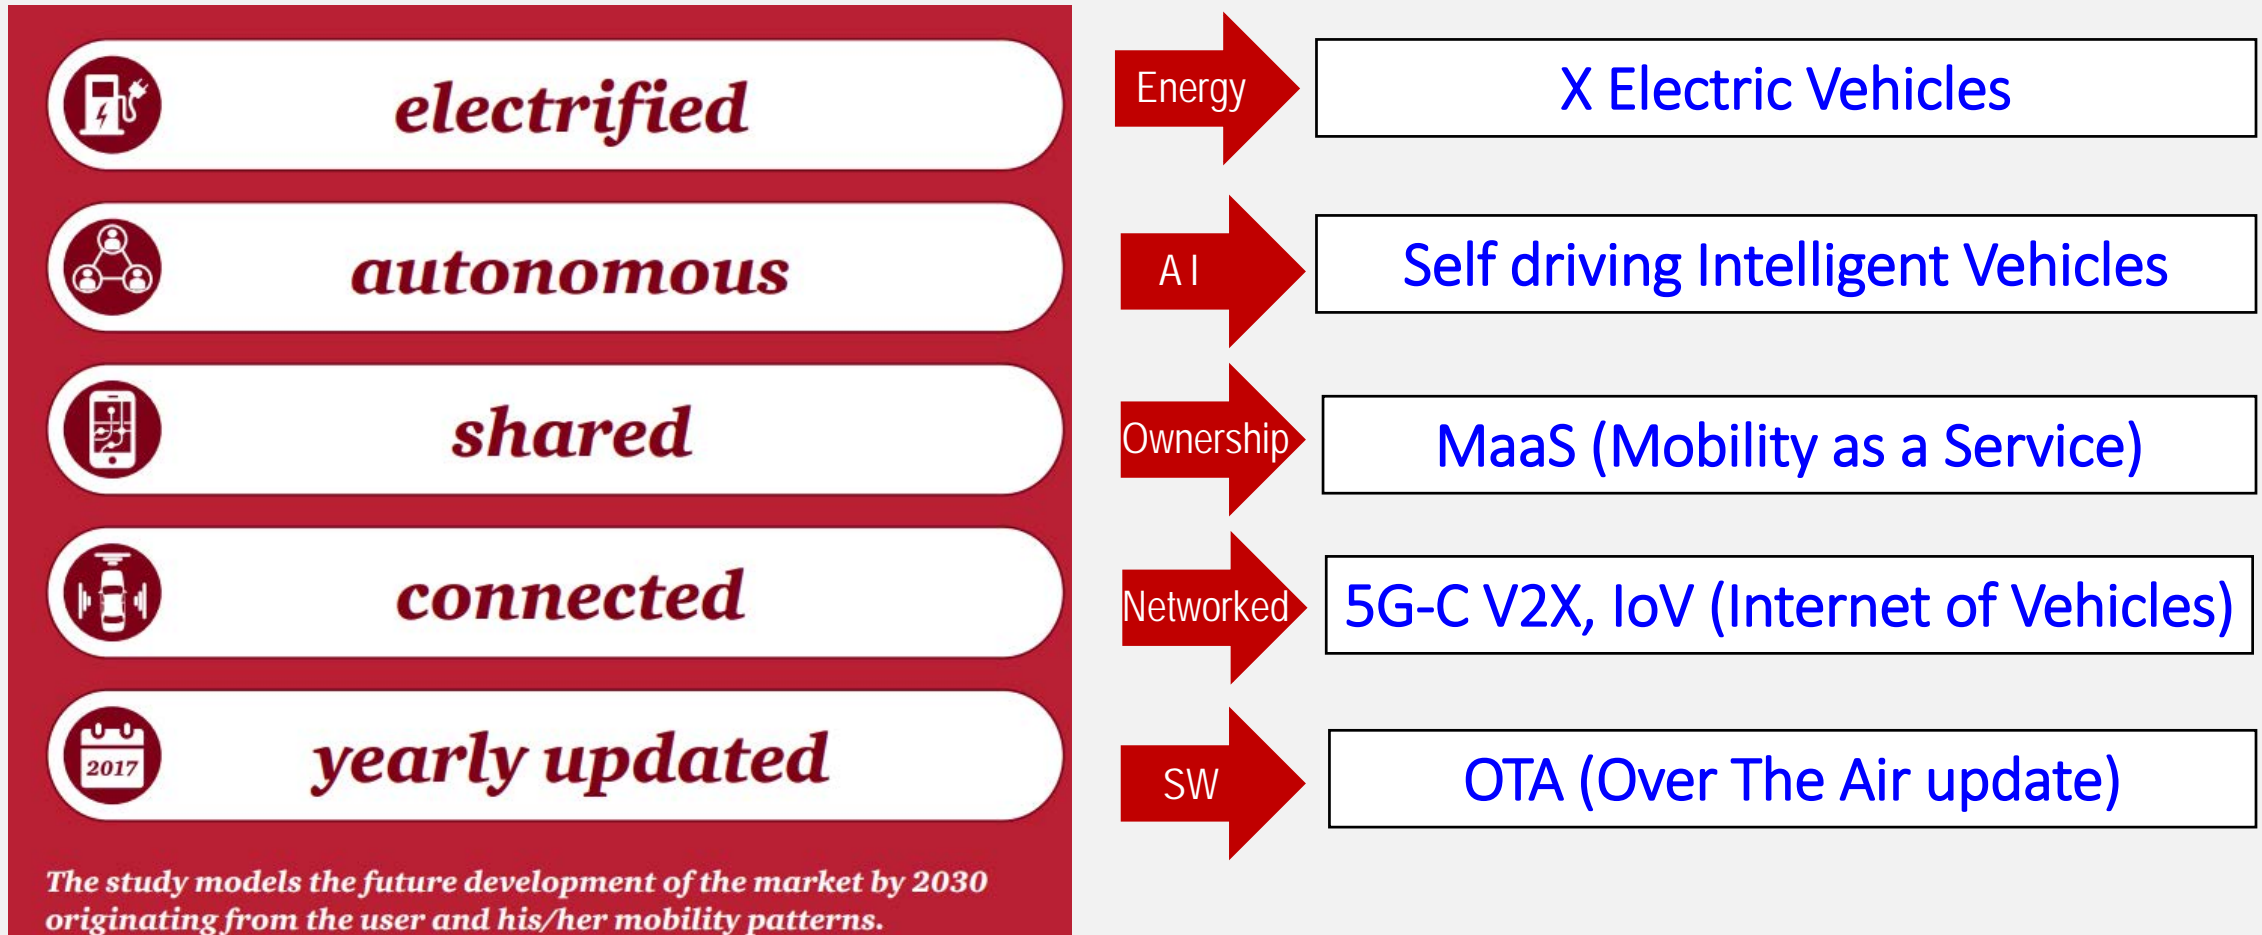 electrified
Energy
X Electric Vehicles
autonomous
A I
Self driving Intelligent Vehicles
shared
Ownership
MaaS (Mobility as a Service)
connected
Networked
5G-C V2X, IoV (Internet of Vehicles)
2017
yearly updated
SW
OTA (Over The Air update)
The study models the future development of the market by 2030
originating from the user and his/her mobility patterns.